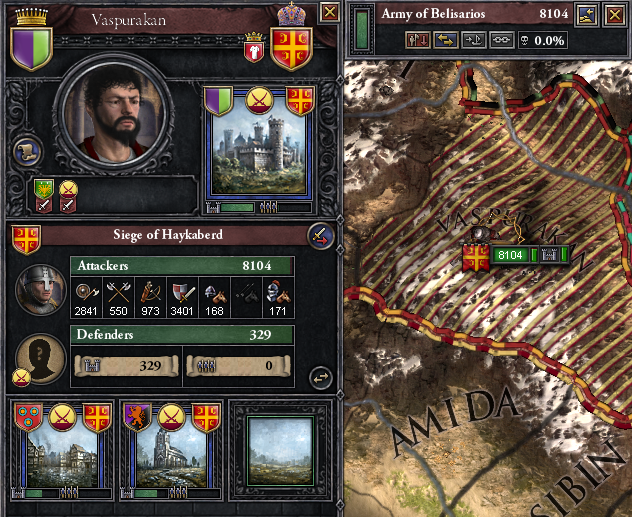 Vaspurakan
Army of Belisarios 8104
0.0%
Siege of Haykaberd
Attackers 8104
2841 550 973 3401 168 171
Defenders 329
329 0
VASPURAKAN
8104
AMIDA
SIBIN